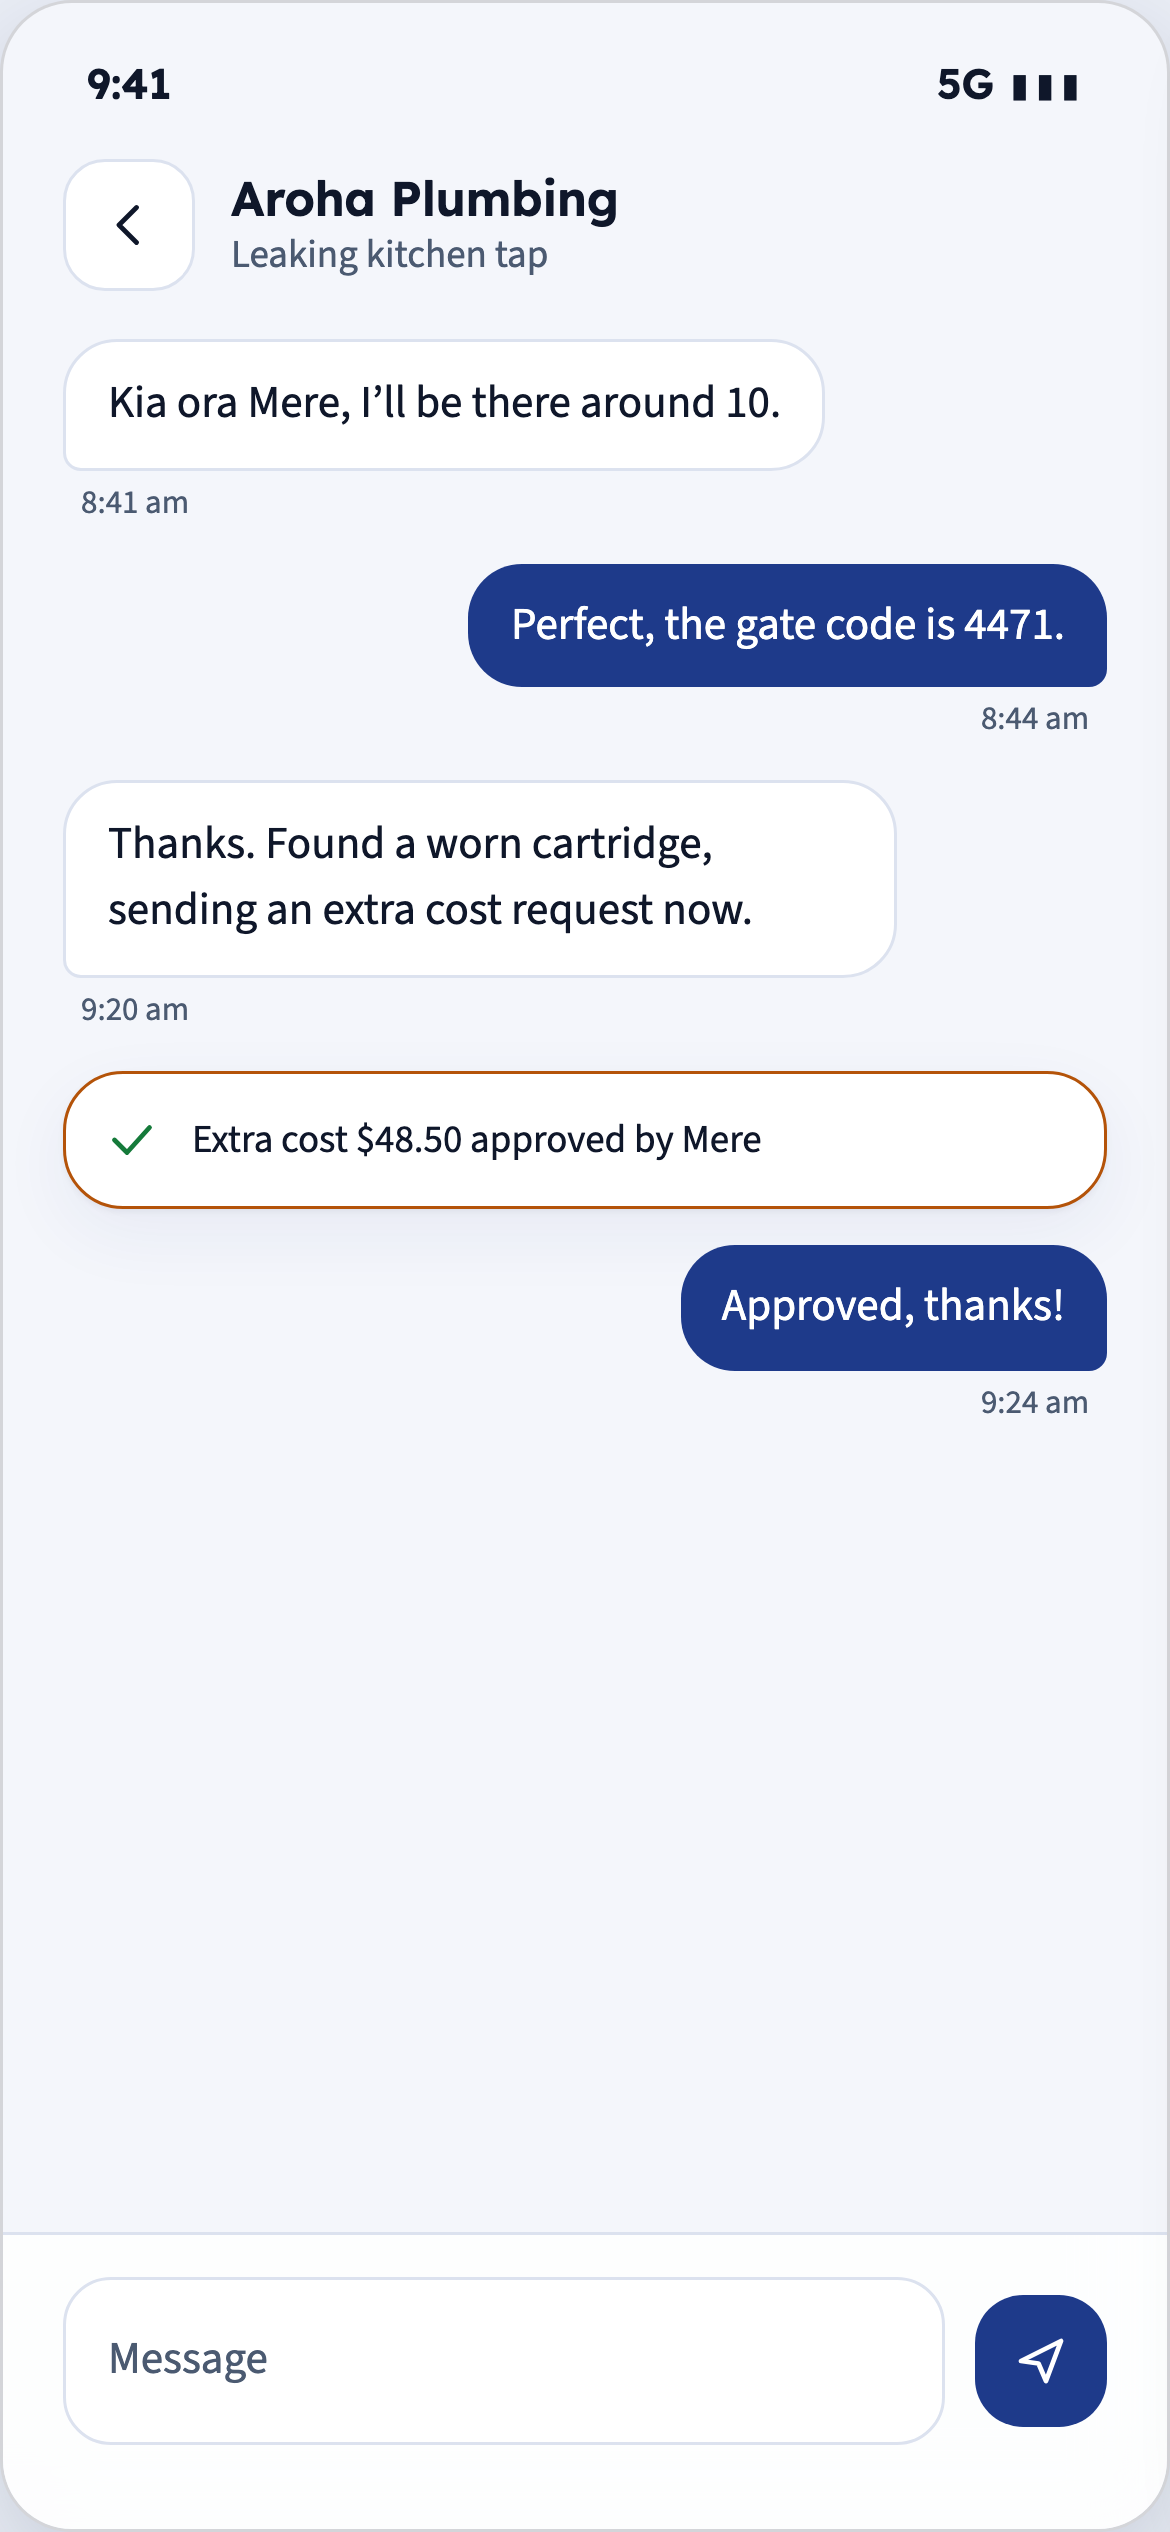 9:41
5G
Aroha Plumbing
Leaking kitchen tap
Kia ora Mere, I’ll be there around 10.
8:41 am
Perfect, the gate code is 4471.
8:44 am
Thanks. Found a worn cartridge,
sending an extra cost request now.
9:20 am
Extra cost $48.50 approved by Mere
Approved, thanks!
9:24 am
Message